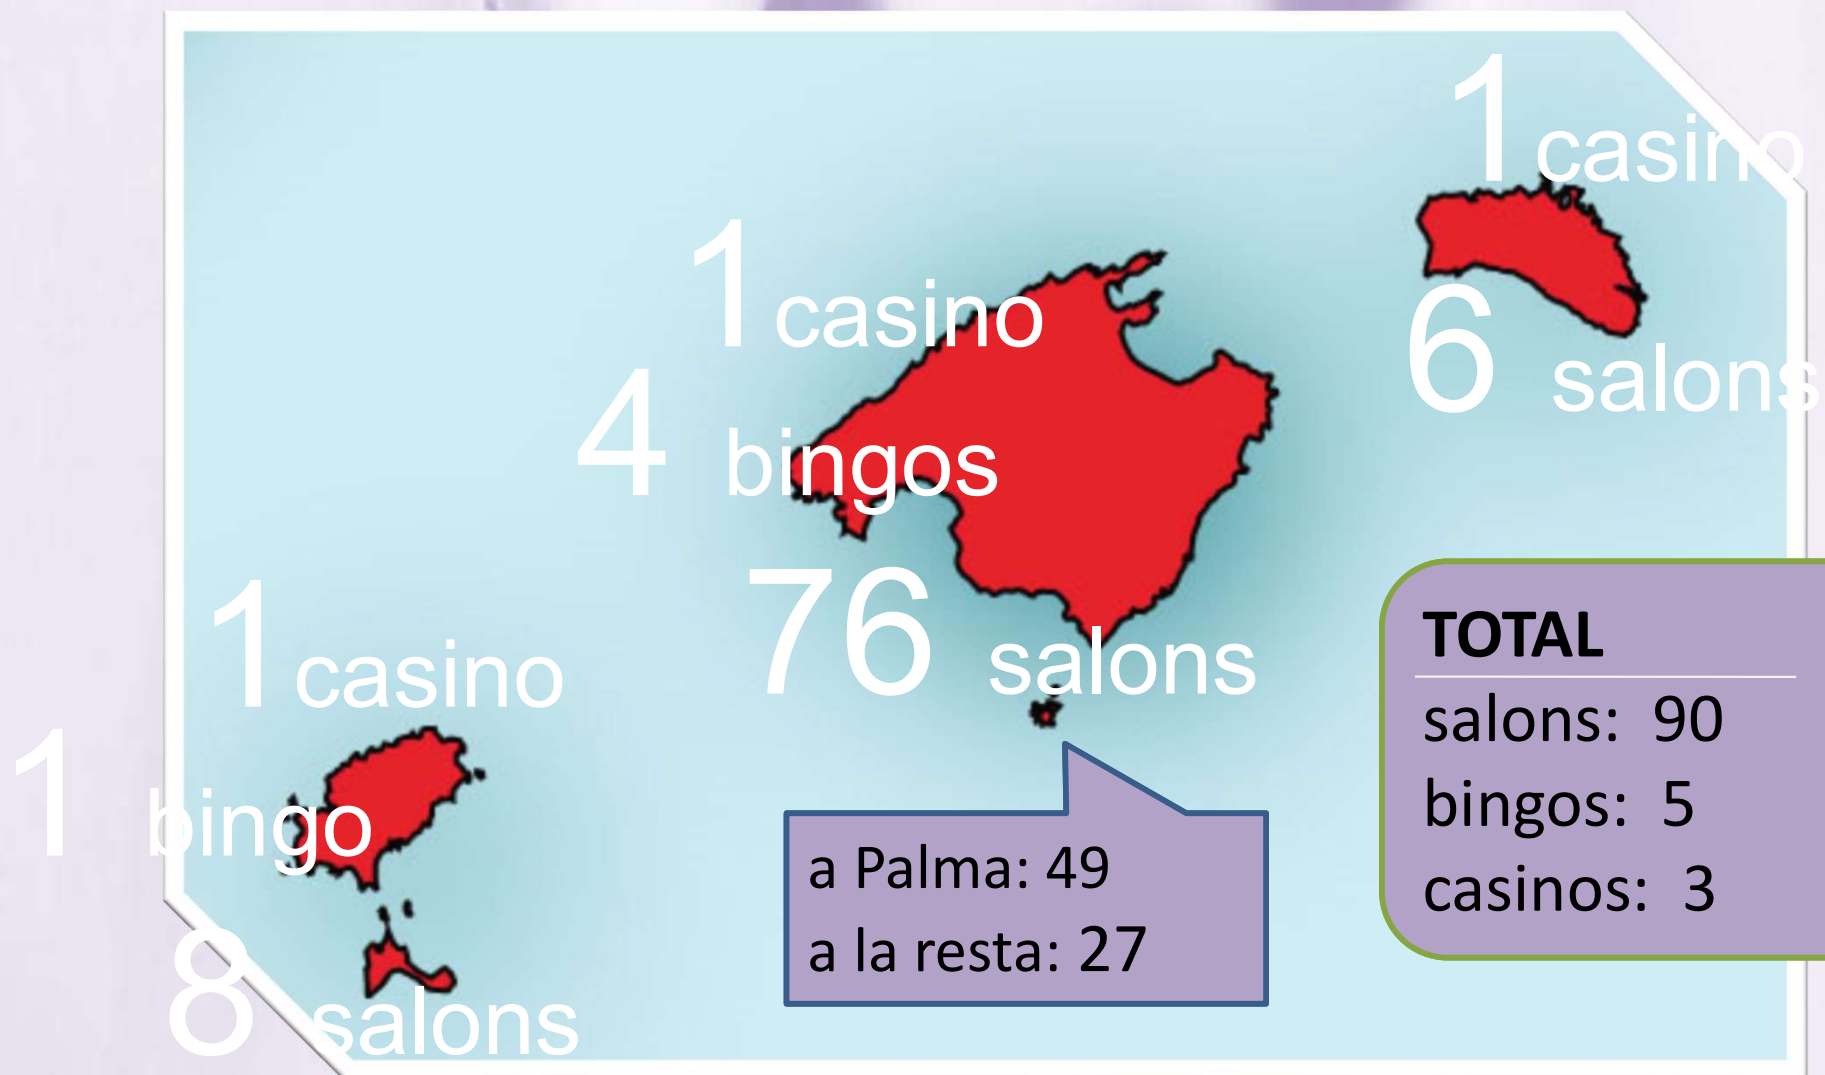 1 casino
6 salons
1 casino
4 bingos
76 salons
1 casino
1 bingo
8 salons
a Palma: 49
a la resta: 27
TOTAL
salons: 90
bingos: 5
casinos: 3